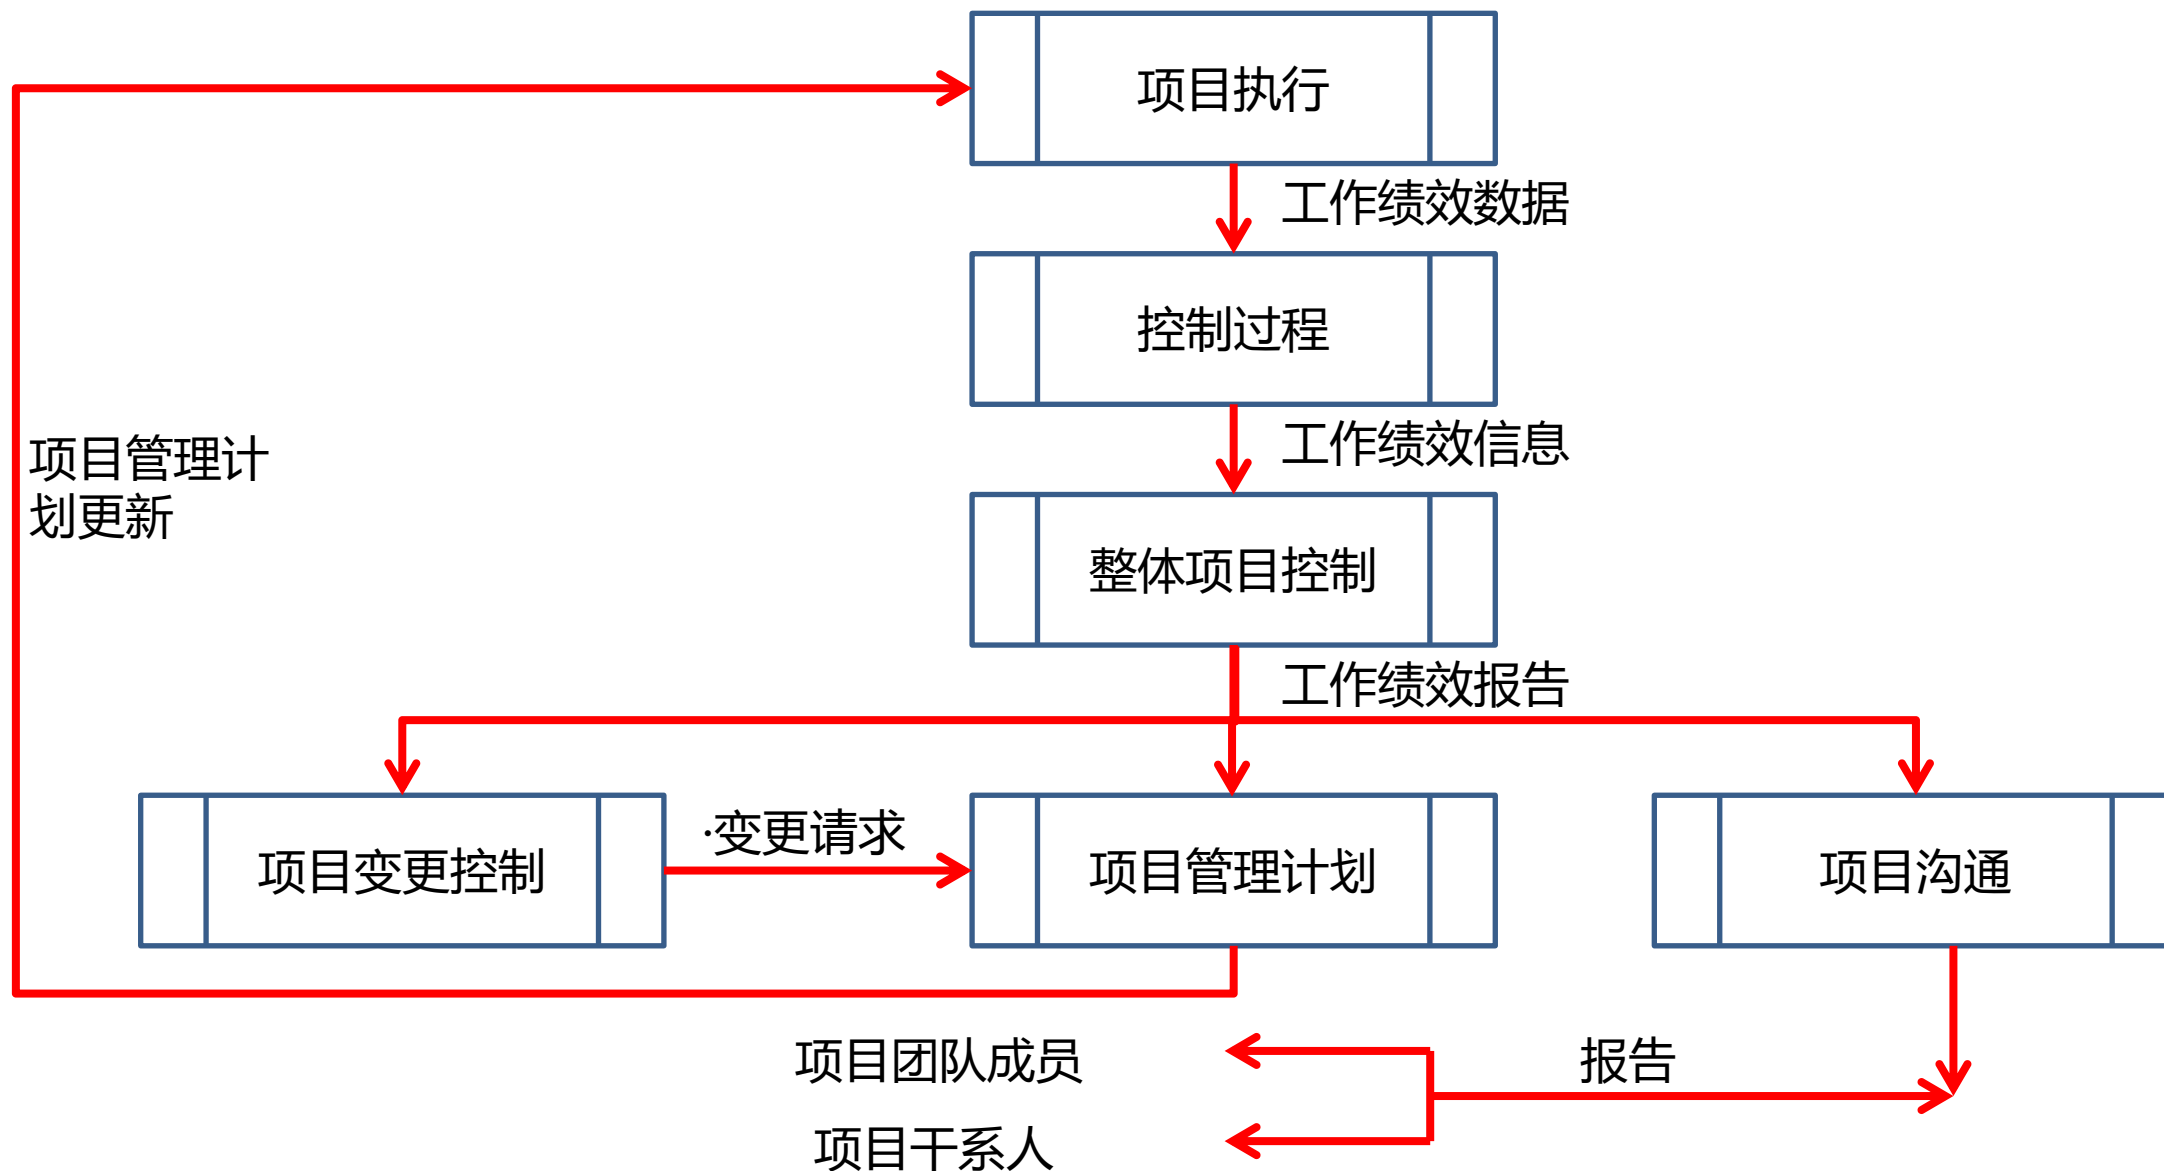 项目执行
工作绩效数据
控制过程
工作绩效信息
项目管理计
划更新
整体项目控制
工作绩效报告
·变更请求
项目变更控制
项目管理计划
项目沟通
项目团队成员
报告
项目干系人